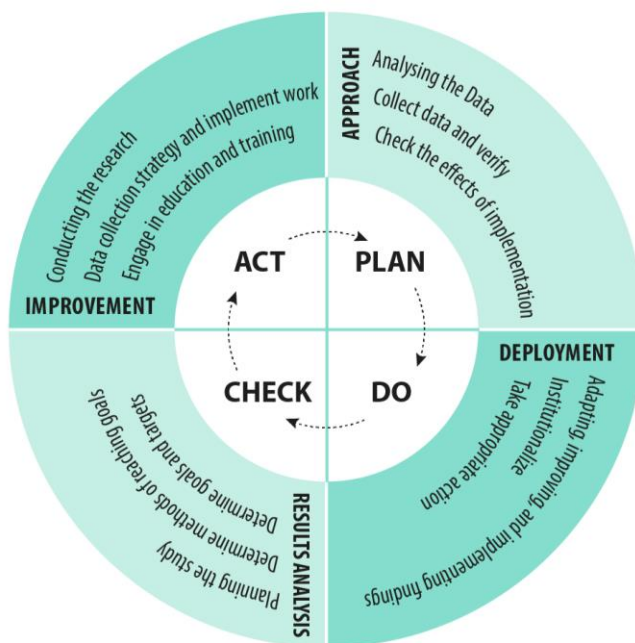 IMPROVEMENT
Conducting the research
Data collection strategy and implement work
Engage in education and training
APPROACH
Analysing the Data
Collect data and verify
Check the effects of implementation
ACT
PLAN
CHECK
DO
DEPLOYMENT
Adapting, improving, and implementing findings
Institutionalize
Take appropriate action
RESULTS ANALYSIS
Determine goals and targets
Determine methods of reaching goals
Planning the study